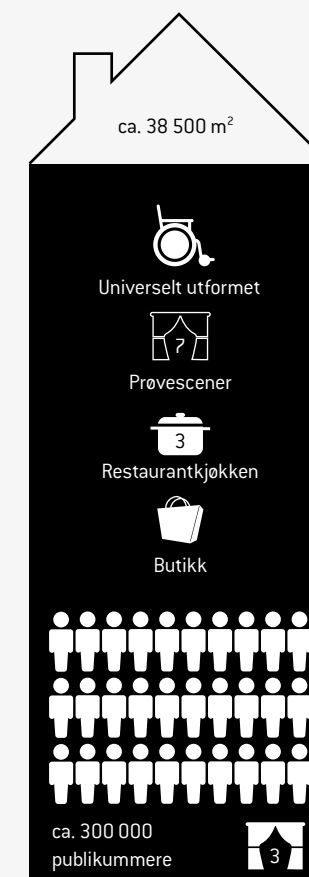 ca. 38 500 m²
Universelt utformet
7
Prøvescener
3
Restaurantkjøkken
Butikk
ca. 300 000
publikummere
3